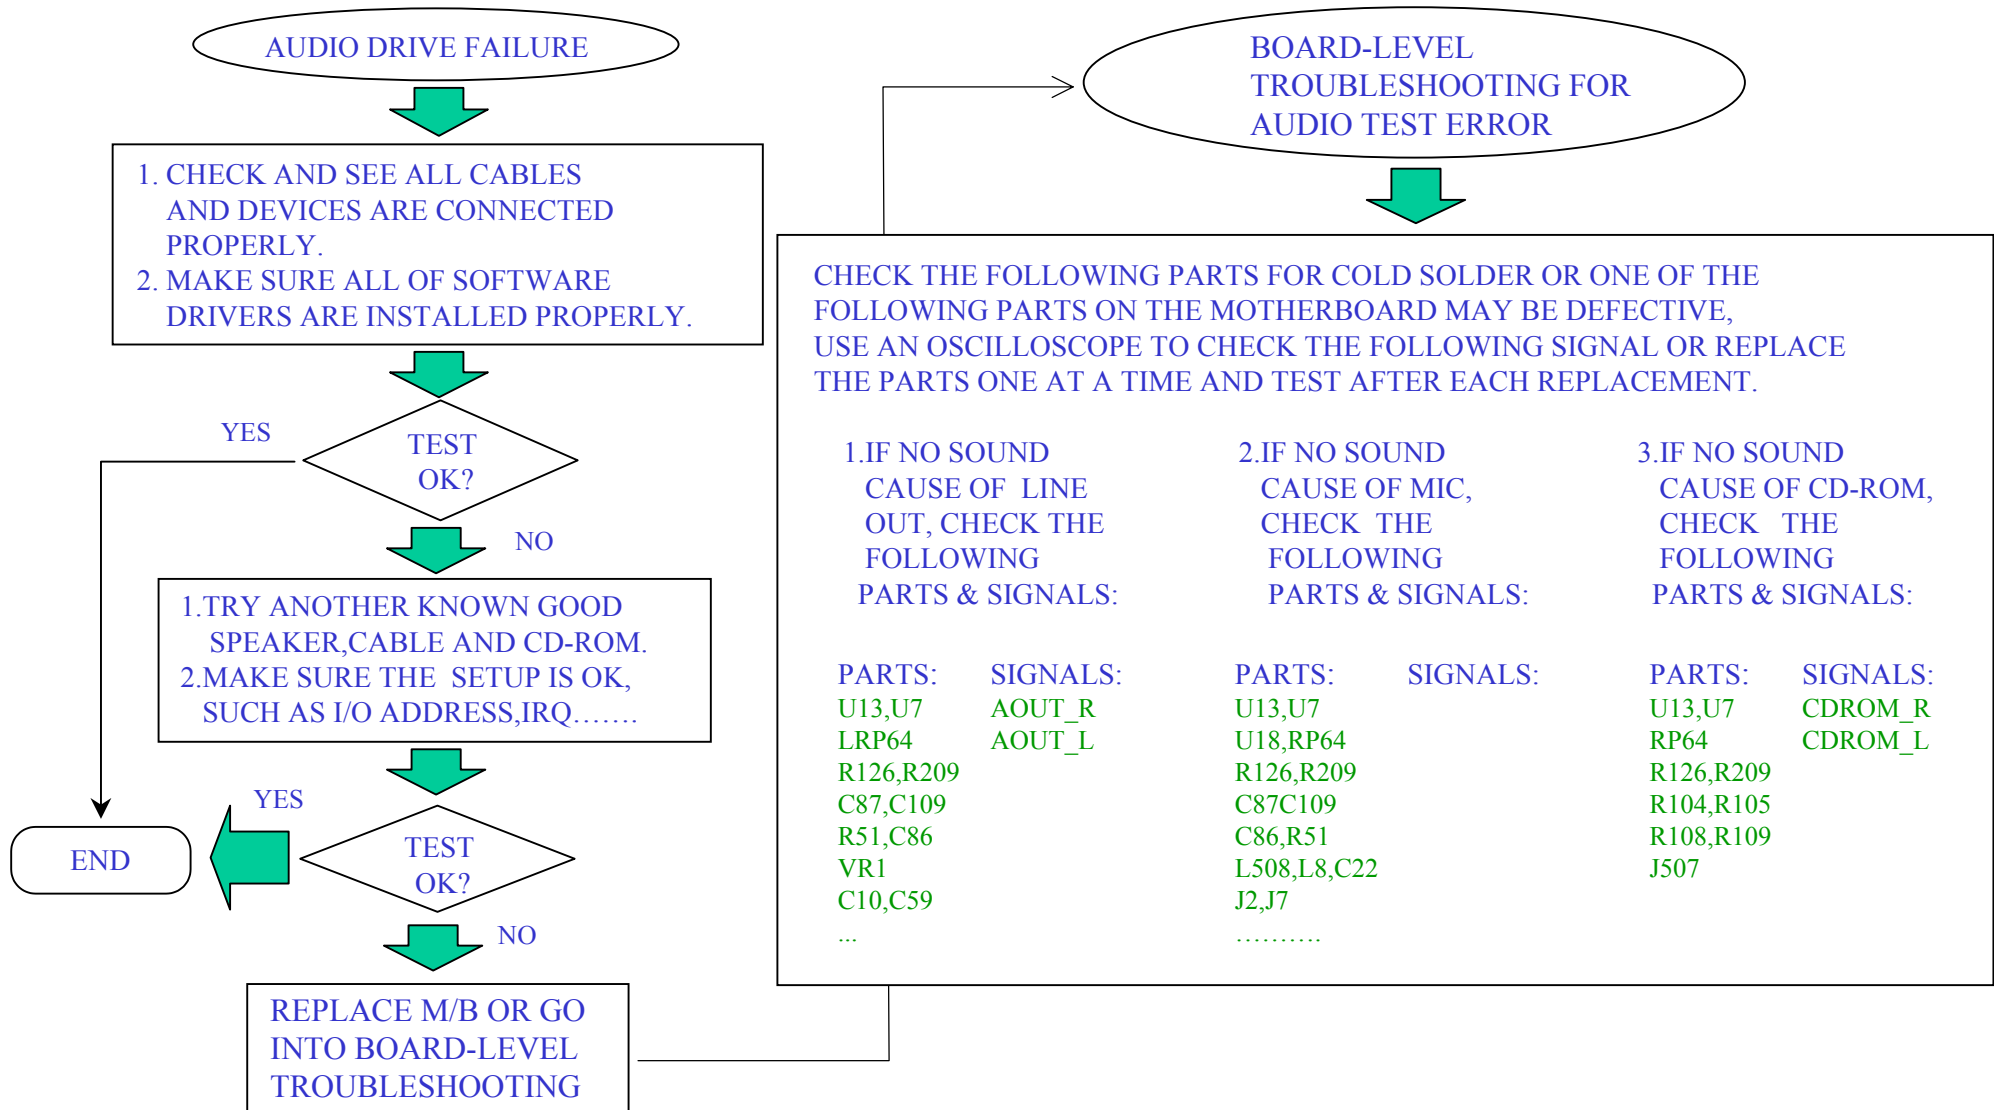 AUDIO DRIVE FAILURE
1. CHECK AND SEE ALL CABLES
AND DEVICES ARE CONNECTED
PROPERLY.
2. MAKE SURE ALL OF SOFTWARE
DRIVERS ARE INSTALLED PROPERLY.
YES
TEST
OK?
NO
1.TRY ANOTHER KNOWN GOOD
SPEAKER,CABLE AND CD-ROM.
2.MAKE SURE THE SETUP IS OK,
SUCH AS I/O ADDRESS,IRQ.......
YES
TEST
OK?
END
NO
REPLACE M/B OR GO
INTO BOARD-LEVEL
TROUBLESHOOTING
BOARD-LEVEL
TROUBLESHOOTING FOR
AUDIO TEST ERROR
CHECK THE FOLLOWING PARTS FOR COLD SOLDER OR ONE OF THE
FOLLOWING PARTS ON THE MOTHERBOARD MAY BE DEFECTIVE,
USE AN OSCILLOSCOPE TO CHECK THE FOLLOWING SIGNAL OR REPLACE
THE PARTS ONE AT A TIME AND TEST AFTER EACH REPLACEMENT.
1.IF NO SOUND
CAUSE OF LINE
OUT, CHECK THE
FOLLOWING
PARTS & SIGNALS:
PARTS: SIGNALS:
U13,U7 AOUT_R
LRP64 AOUT_L
R126,R209
C87,C109
R51,C86
VR1
C10,C59
...
2.IF NO SOUND
CAUSE OF MIC,
CHECK THE
FOLLOWING
PARTS & SIGNALS:
PARTS: SIGNALS:
U13,U7
U18,RP64
R126,R209
C87C109
C86,R51
L508,L8,C22
J2,J7
..........
3.IF NO SOUND
CAUSE OF CD-ROM,
CHECK THE
FOLLOWING
PARTS & SIGNALS:
PARTS: SIGNALS:
U13,U7 CDROM_R
RP64 CDROM_L
R126,R209
R104,R105
R108,R109
J507